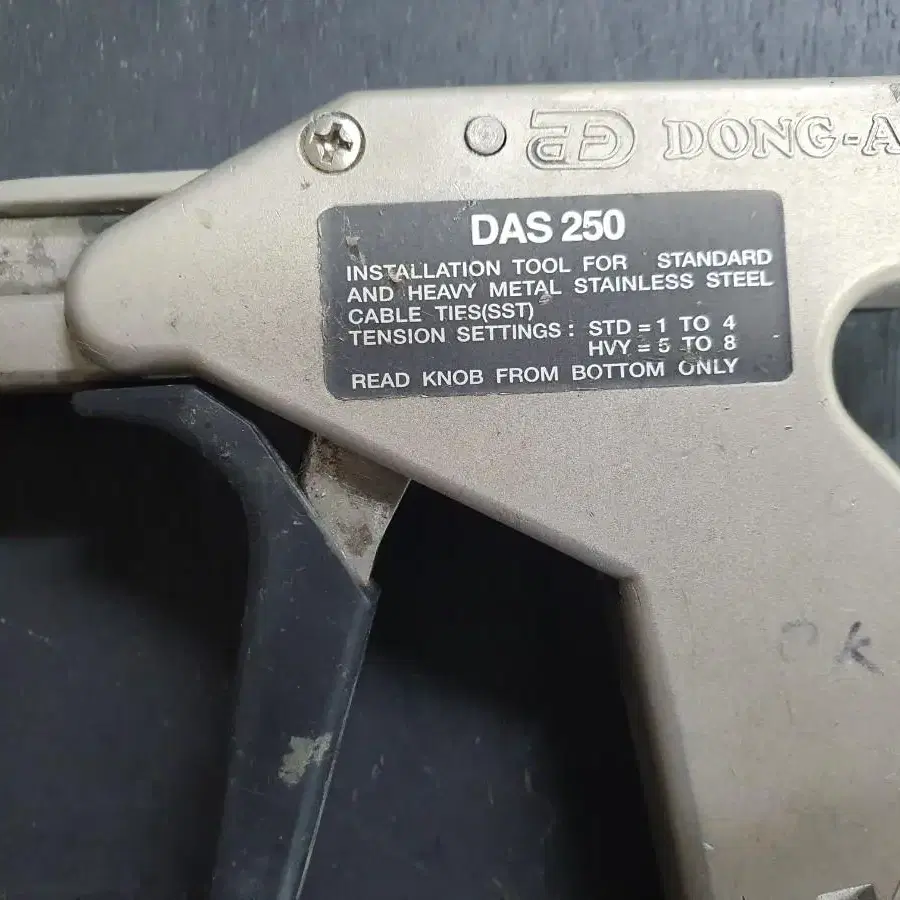 DONG-A
DAS 250
INSTALLATION TOOL FOR STANDARD
AND HEAVY METAL STAINLESS STEEL
CABLE TIES(SST)
TENSION SETTINGS: STD = 1 TO 4
HVY = 5 TO 8
READ KNOB FROM BOTTOM ONLY
Ok